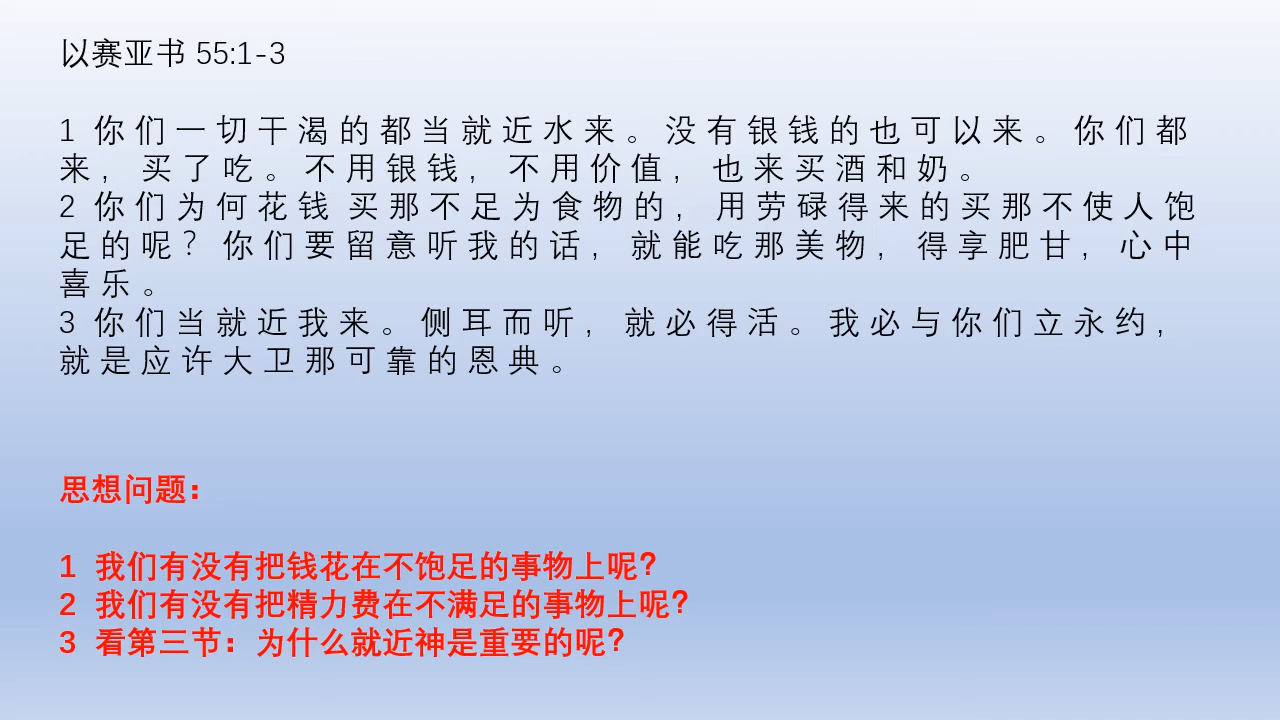 以赛亚书 55:1-3
1 你们一切干渴的都当就近水来。没有银钱的也可以来。你们都
来, 买了吃。不用银钱, 不用价值, 也来买酒和奶。
2 你们为何花钱 买那不足为食物的, 用劳碌得来的买那不使人饱
足的呢? 你们要留意听我的话, 就能吃那美物, 得享肥甘, 心中
喜乐。
3 你们当就近我来。侧耳而听, 就必得活。我必与你们立永约,
就是应许大卫那可靠的恩典。
思想问题:
1 我们有没有把钱花在不饱足的事物上呢?
2 我们有没有把精力费在不满足的事物上呢?
3 看第三节: 为什么就近神是重要的呢?